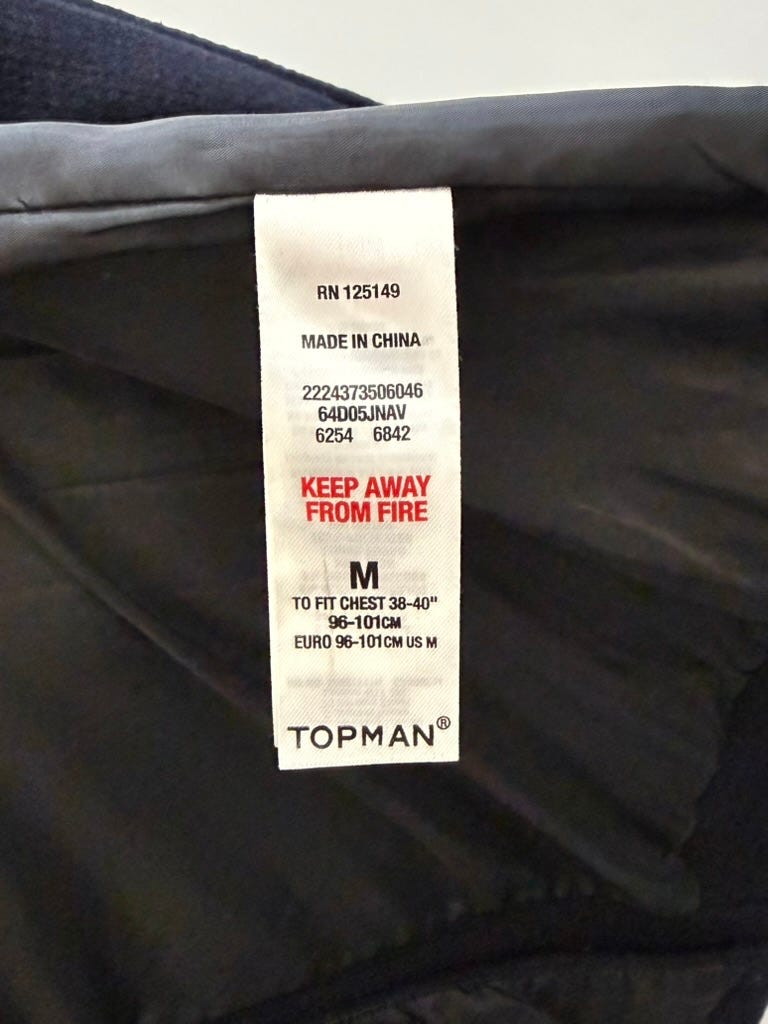 RN 125149
MADE IN CHINA
2224373506046
64D05JNAV
6254 6842
KEEP AWAY
FROM FIRE
M
TO FIT CHEST 38-40"
96-101CM
EURO 96-101CM US M
TOPMAN®